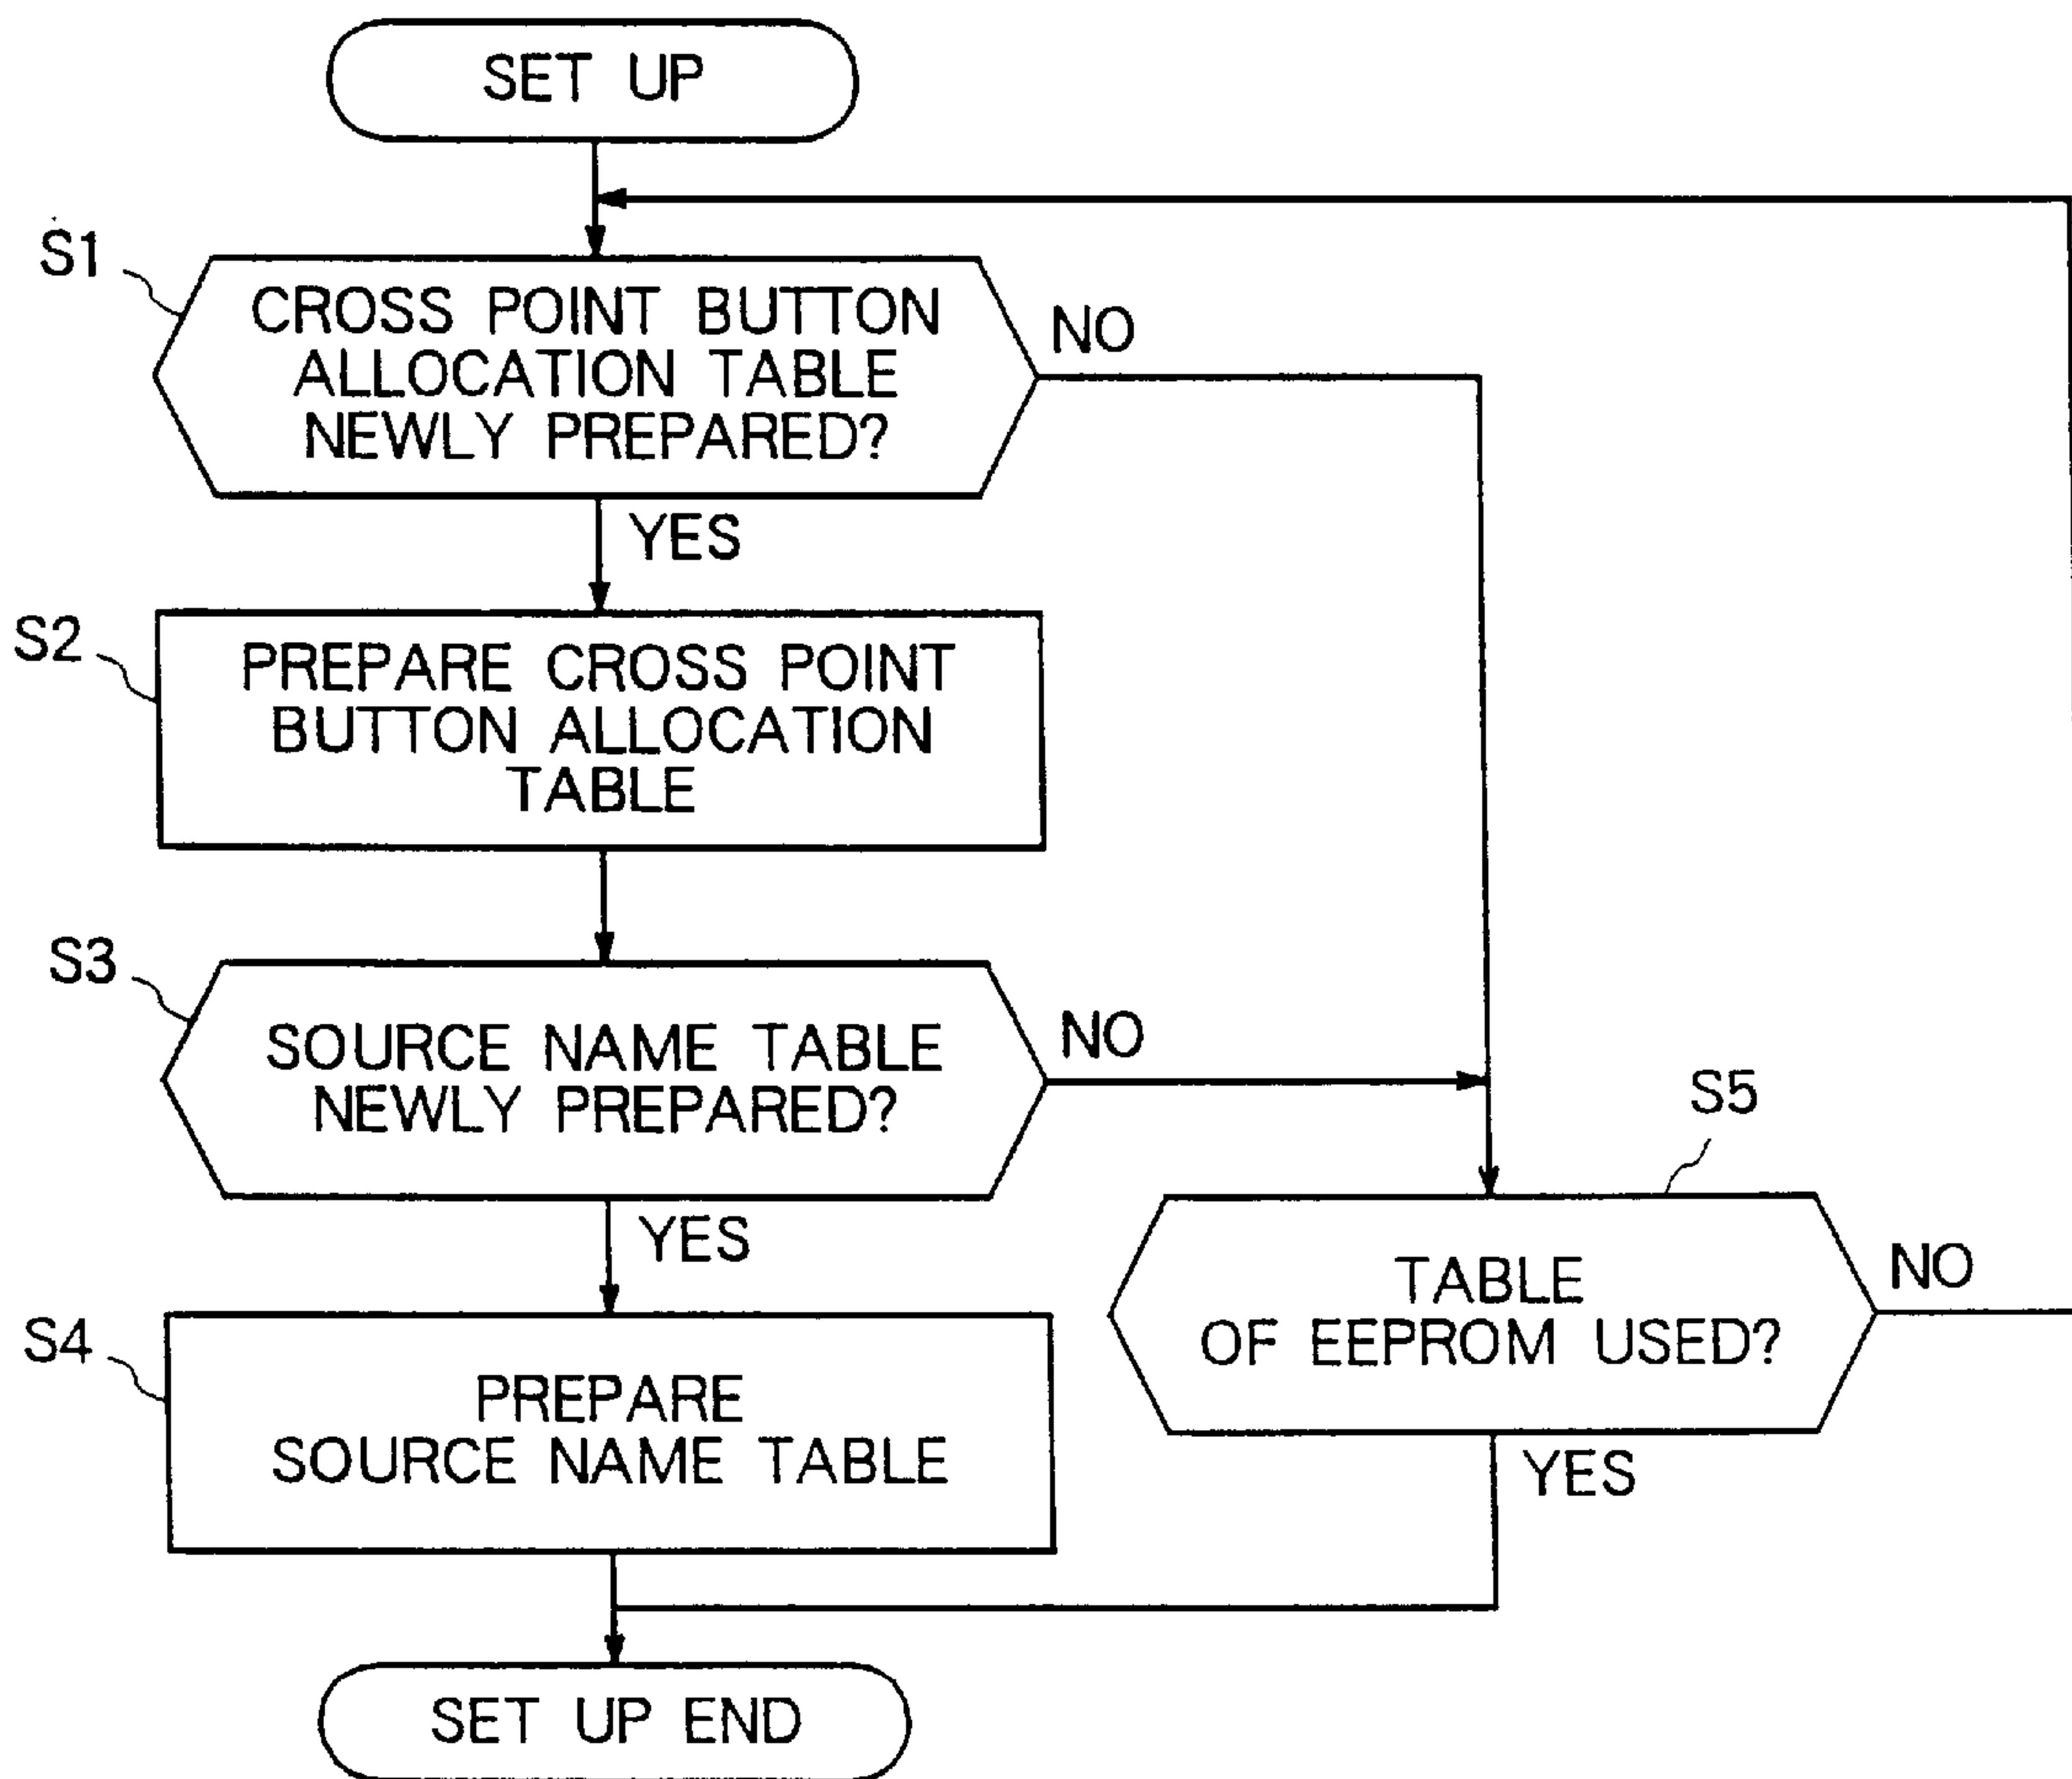 SET UP
S1
CROSS POINT BUTTON
ALLOCATION TABLE
NEWLY PREPARED?
NO
YES
S2
PREPARE CROSS POINT
BUTTON ALLOCATION
TABLE
S3
SOURCE NAME TABLE
NEWLY PREPARED?
NO
YES
S4
PREPARE
SOURCE NAME TABLE
S5
TABLE
OF EEPROM USED?
NO
YES
SET UP END